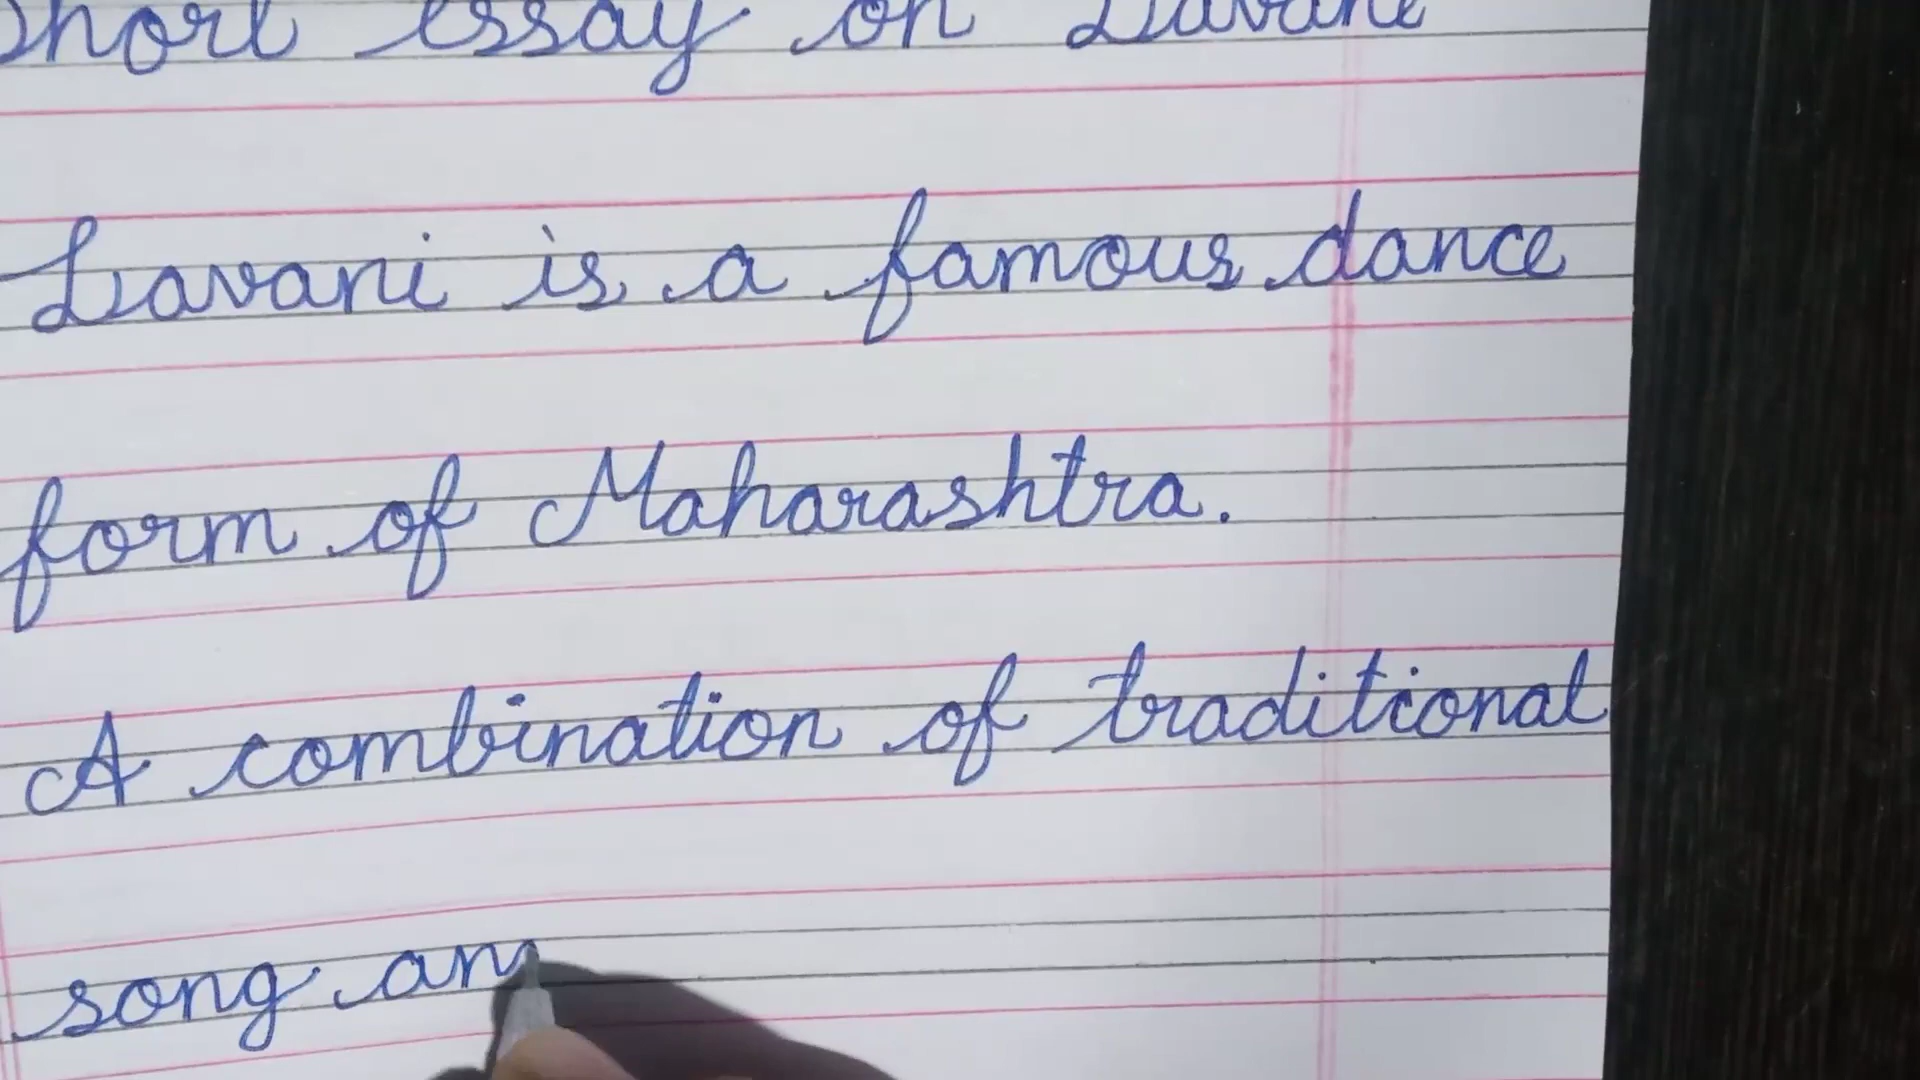 Short essay on Lavani
Lavani is a famous dance
form of Maharashtra.
A combination of traditional
song an